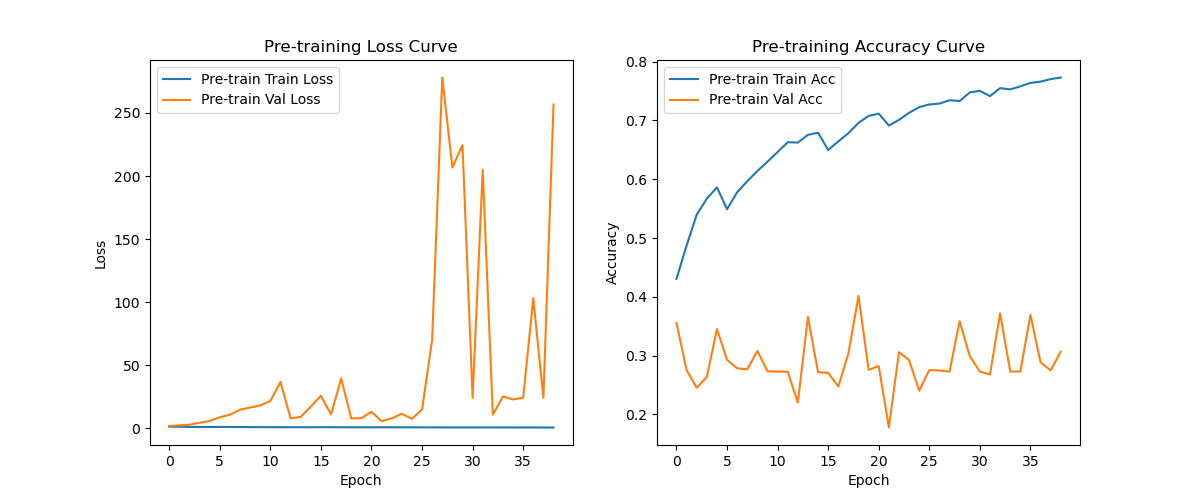 Pre-training Loss Curve
Pre-train Train Loss
Pre-train Val Loss
Loss
250
200
150
100
50
0
0 5 10 15 20 25 30 35
Epoch
Pre-training Accuracy Curve
Pre-train Train Acc
Pre-train Val Acc
Accuracy
0.8
0.7
0.6
0.5
0.4
0.3
0.2
0 5 10 15 20 25 30 35
Epoch